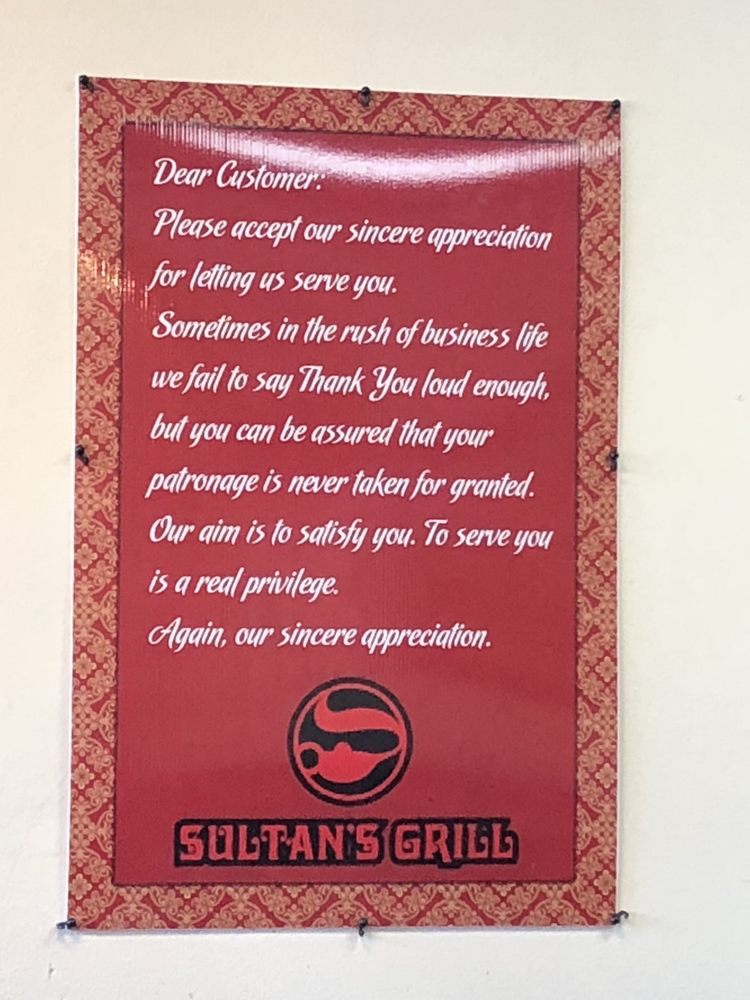 Dear Customer:
Please accept our sincere appreciation
for letting us serve you.
Sometimes in the rush of business life
we fail to say Thank You loud enough,
but you can be assured that your
patronage is never taken for granted.
Our aim is to satisfy you. To serve you
is a real privilege.
Again, our sincere appreciation.
SULTAN'S GRILL